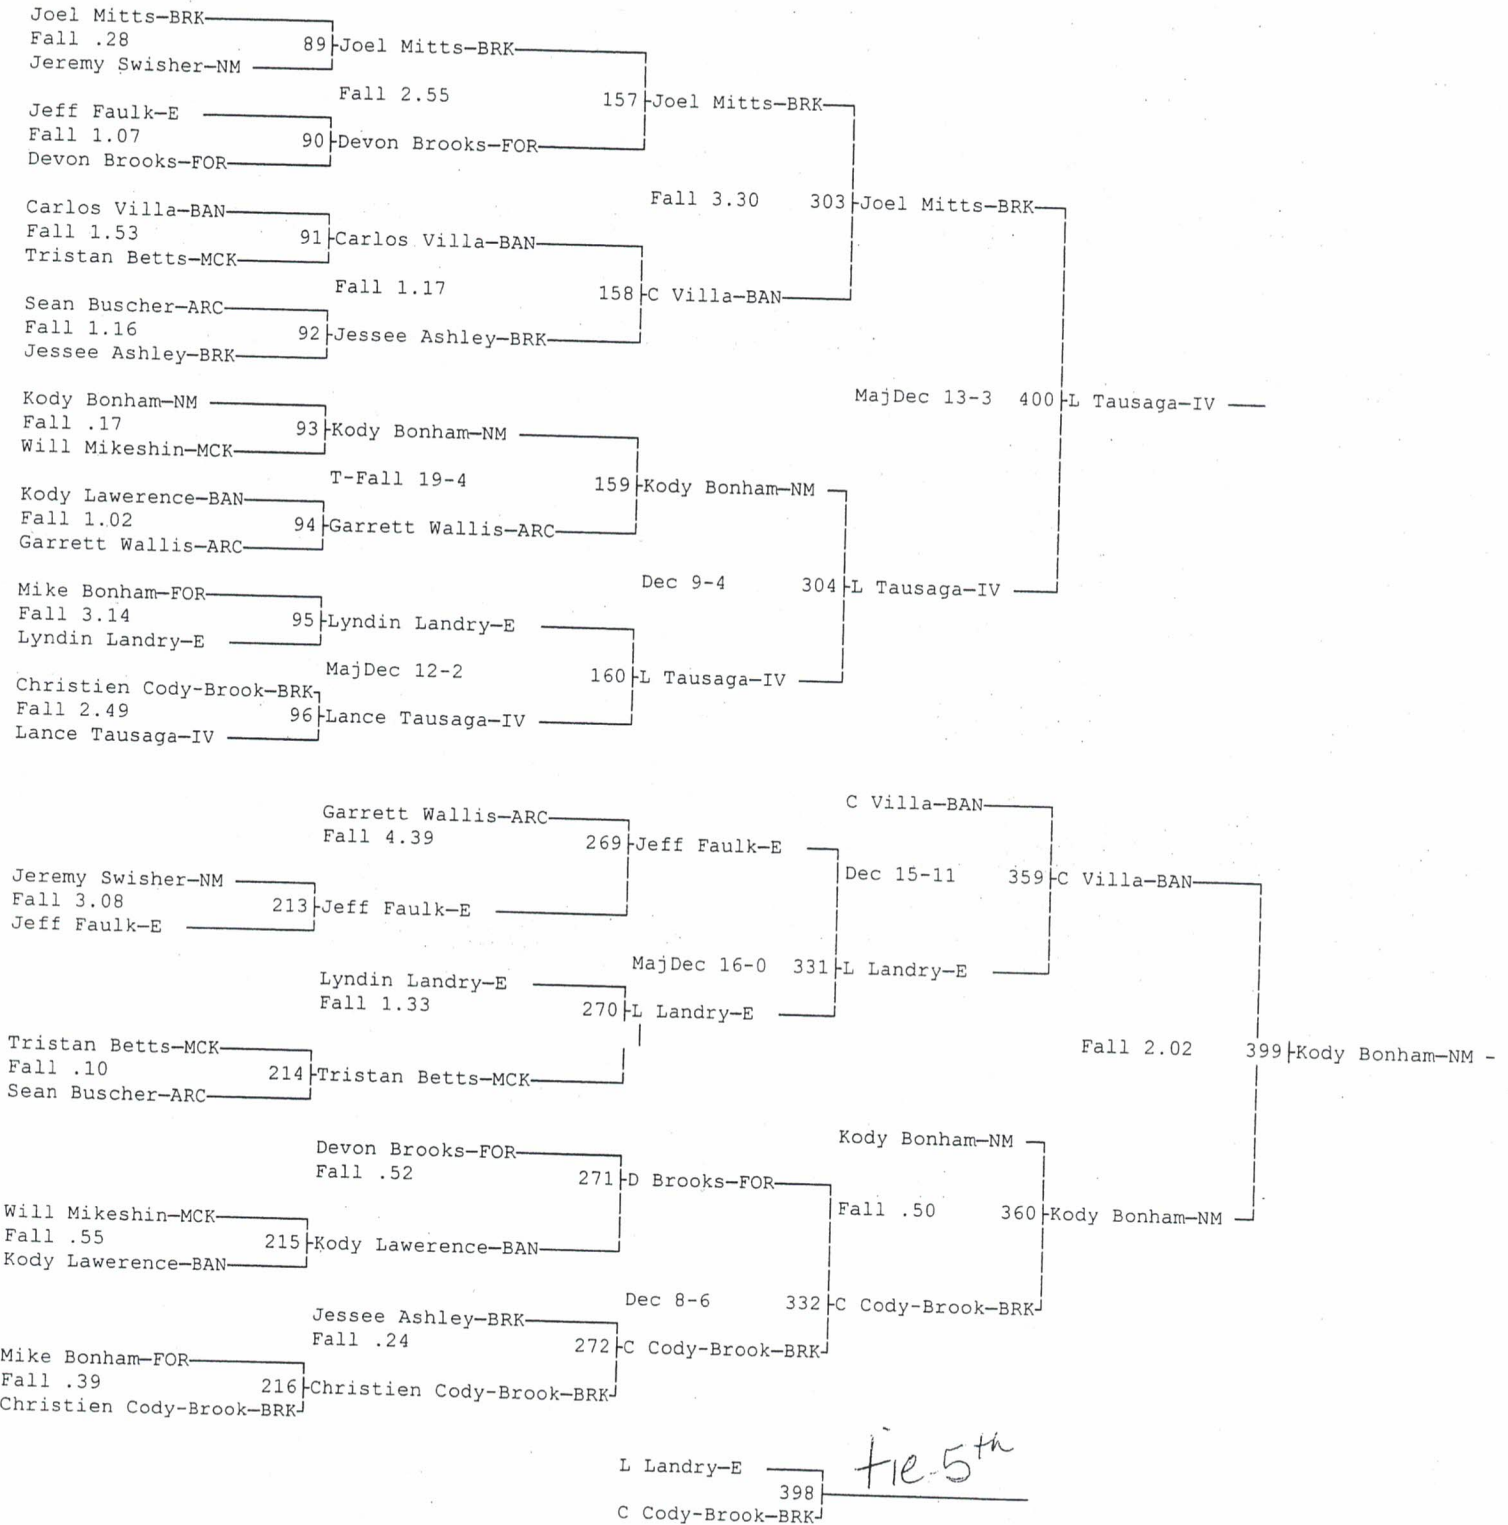 Joel Mitts—BRK
Fall .28 89 Joel Mitts—BRK
Jeremy Swisher—NM
Fall 2.55 157 Joel Mitts—BRK
Jeff Faulk—E
Fall 1.07 90 Devon Brooks—FOR
Devon Brooks—FOR
Fall 3.30 303 Joel Mitts—BRK
Carlos Villa—BAN
Fall 1.53 91 Carlos Villa—BAN
Tristan Betts—MCK
Fall 1.17 158 C Villa—BAN
Sean Buscher—ARC
Fall 1.16 92 Jessee Ashley—BRK
Jessee Ashley—BRK
MajDec 13-3 400 L Tausaga—IV
Kody Bonham—NM
Fall .17 93 Kody Bonham—NM
Will Mikeshin—MCK
T-Fall 19-4 159 Kody Bonham—NM
Kody Lawerence—BAN
Fall 1.02 94 Garrett Wallis—ARC
Garrett Wallis—ARC
Dec 9-4 304 L Tausaga—IV
Mike Bonham—FOR
Fall 3.14 95 Lyndin Landry—E
Lyndin Landry—E
MajDec 12-2 160 L Tausaga—IV
Christien Cody-Brook—BRK
Fall 2.49 96 Lance Tausaga—IV
Lance Tausaga—IV
C Villa—BAN
Garrett Wallis—ARC
Fall 4.39 269 Jeff Faulk—E
Dec 15-11 359 C Villa—BAN
Jeremy Swisher—NM
Fall 3.08 213 Jeff Faulk—E
Jeff Faulk—E
MajDec 16-0 331 L Landry—E
Lyndin Landry—E
Fall 1.33 270 L Landry—E
Tristan Betts—MCK
Fall .10 214 Tristan Betts—MCK
Sean Buscher—ARC
Fall 2.02 399 Kody Bonham—NM
Kody Bonham—NM
Devon Brooks—FOR
Fall .52 271 D Brooks—FOR
Fall .50 360 Kody Bonham—NM
Will Mikeshin—MCK
Fall .55 215 Kody Lawerence—BAN
Kody Lawerence—BAN
Dec 8-6 332 C Cody-Brook—BRK
Jessee Ashley—BRK
Fall .24 272 C Cody-Brook—BRK
Mike Bonham—FOR
Fall .39 216 Christien Cody-Brook—BRK
Christien Cody-Brook—BRK
L Landry—E
398 tie 5th
C Cody-Brook—BRK